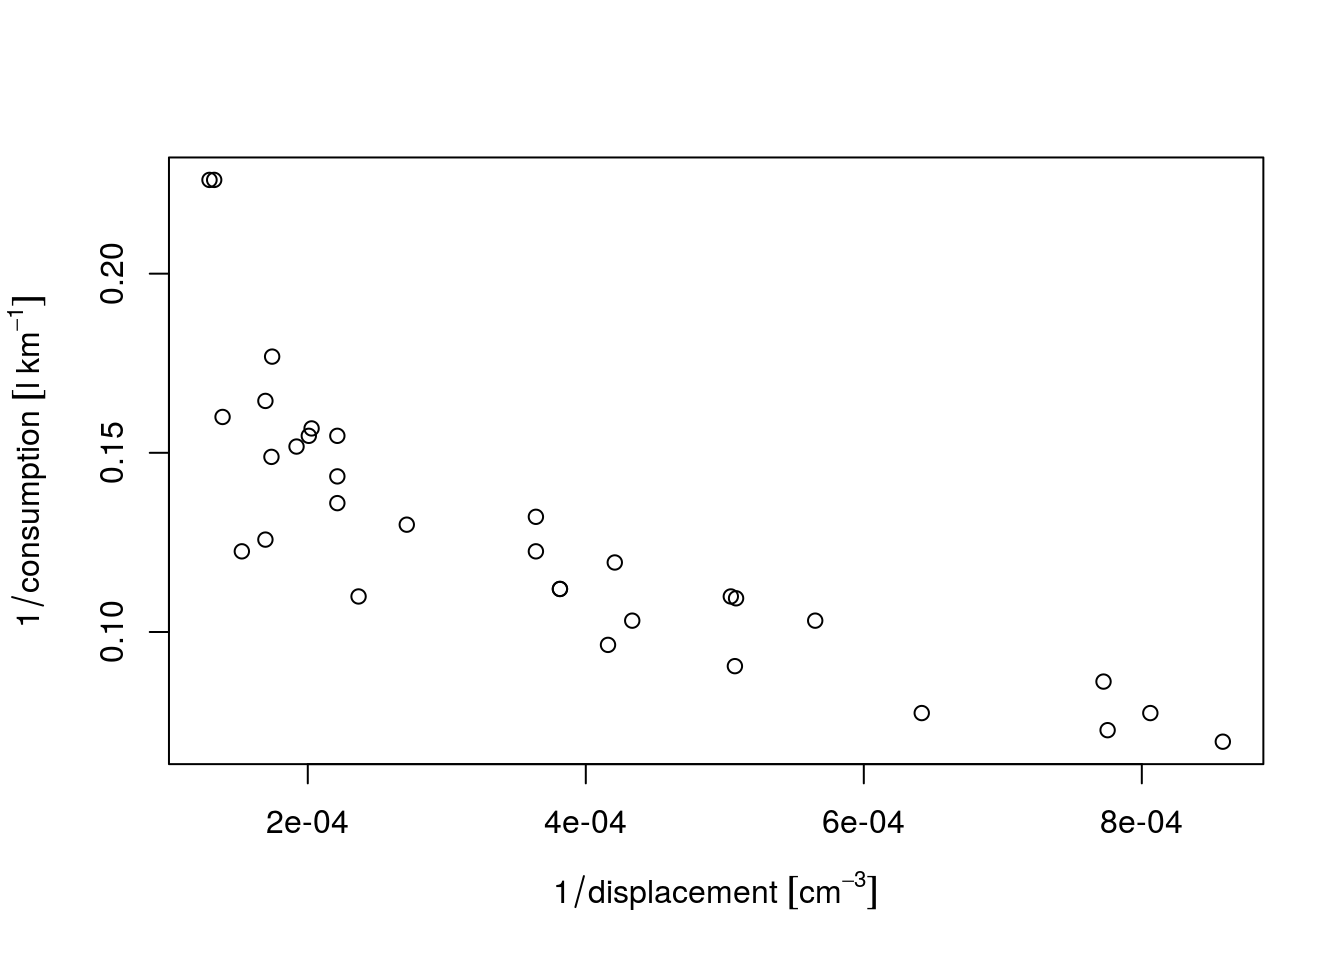 0.20
0.15
0.10
1/consumption [l km⁻¹]
2e-04 4e-04 6e-04 8e-04
1/displacement [cm⁻³]